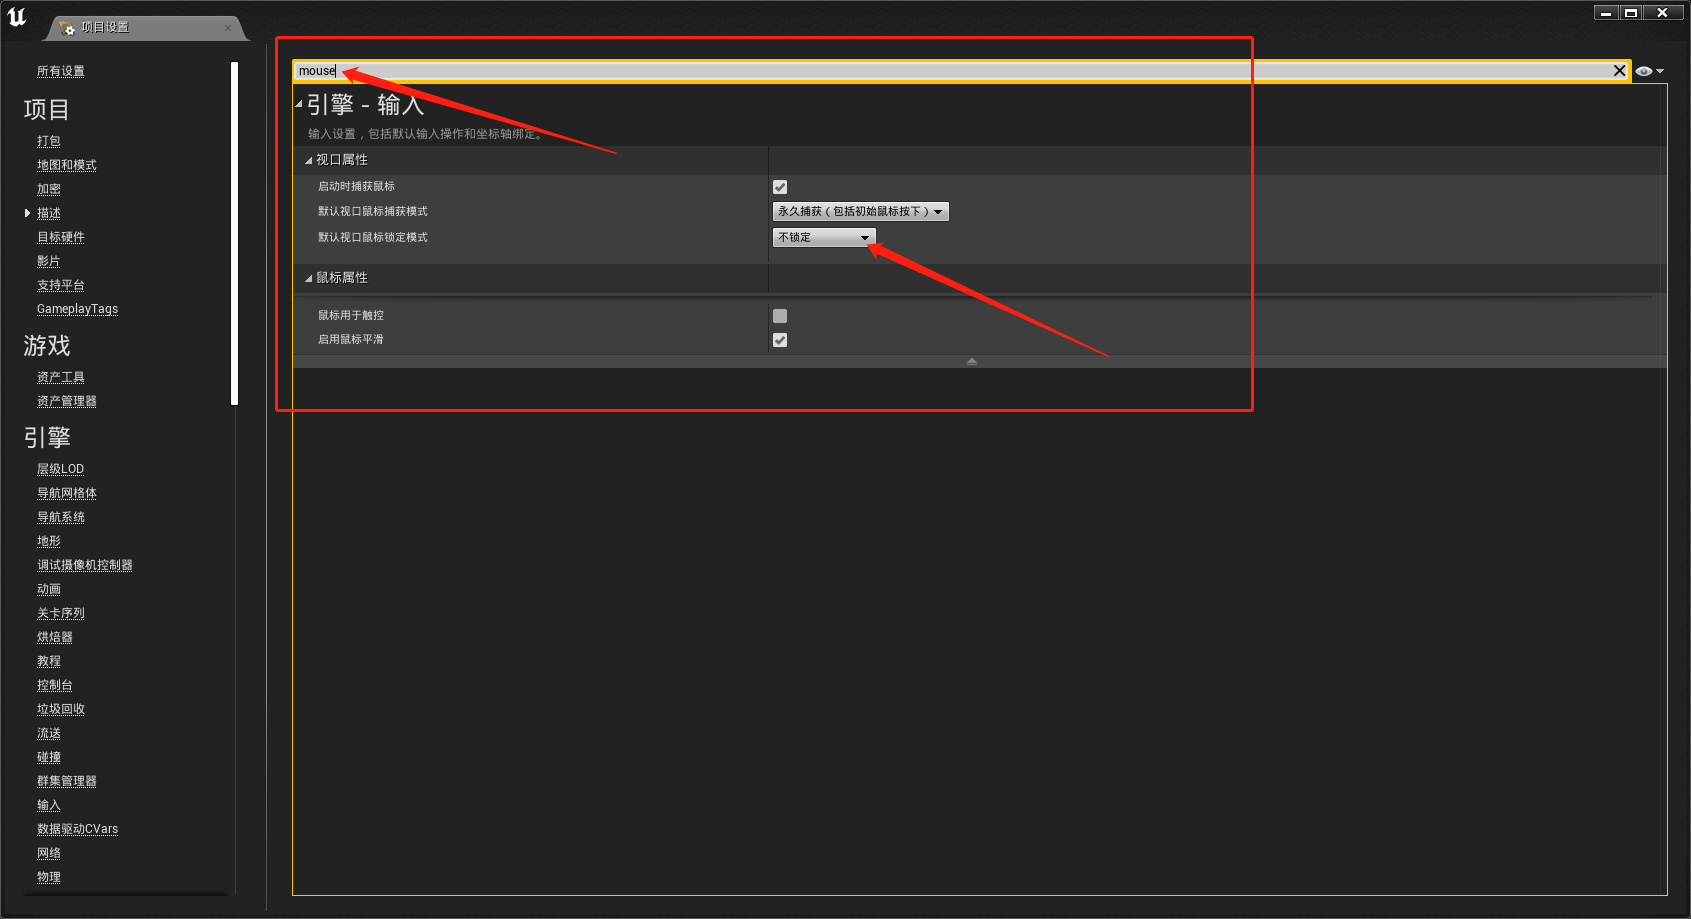 项目设置
所有设置
项目
打包
地图和模式
加密
描述
目标硬件
影片
支持平台
GameplayTags
游戏
资产工具
资产管理器
引擎
层级LOD
导航网格体
导航系统
地形
调试摄像机控制器
动画
关卡序列
烘焙器
教程
控制台
垃圾回收
流送
碰撞
群集管理器
输入
数据驱动CVars
网络
物理
mouse
引擎 - 输入
输入设置，包括默认输入操作和坐标轴绑定。
视口属性
启动时捕获鼠标
默认视口鼠标捕获模式
永久捕获（包括初始鼠标按下）
默认视口鼠标锁定模式
不锁定
鼠标属性
鼠标用于触控
启用鼠标平滑